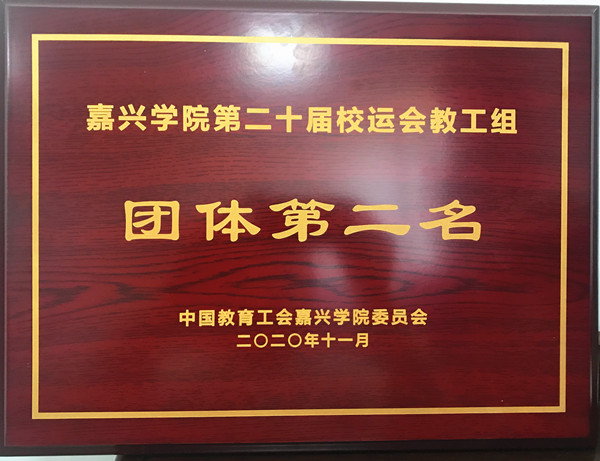 嘉兴学院第二十届校运会教工组
团体第二名
中国教育工会嘉兴学院委员会
二〇二〇年十一月